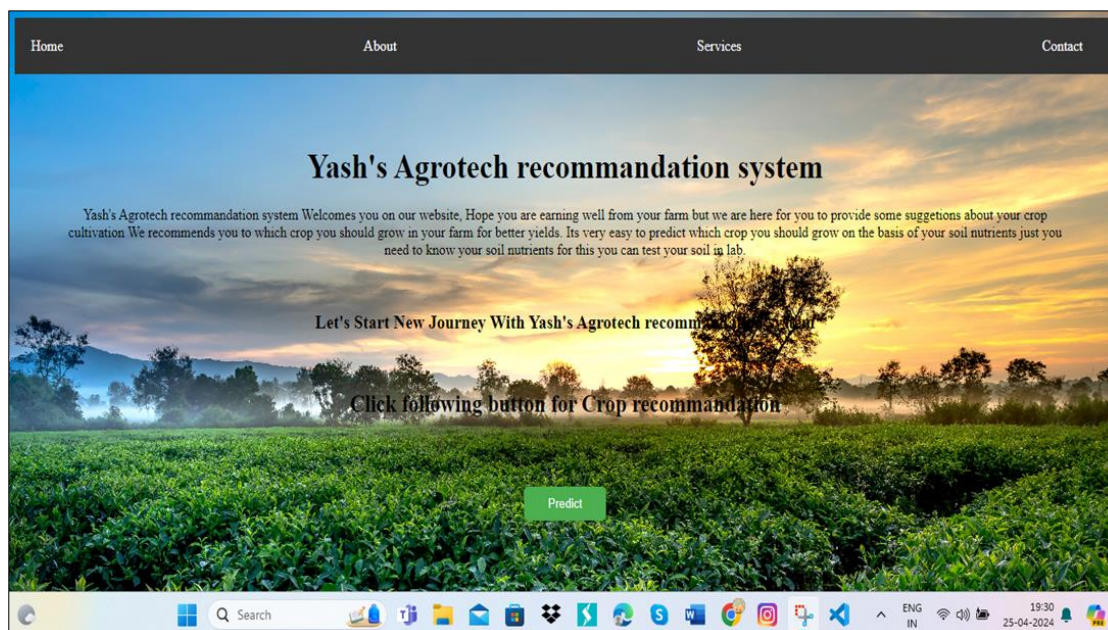 Home About Services Contact
Yash's Agrotech recommandation system
Yash's Agrotech recommandation system Welcomes you on our website, Hope you are earning well from your farm but we are here for you to provide some suggetions about your crop
cultivation We recommends you to which crop you should grow in your farm for better yields. Its very easy to predict which crop you should grow on the basis of your soil nutrients just you
need to know your soil nutrients for this you can test your soil in lab.
Let's Start New Journey With Yash's Agrotech
Click following button for Crop recommandation
Predict
Search ENG 19:30
IN 25-04-2024
PRE